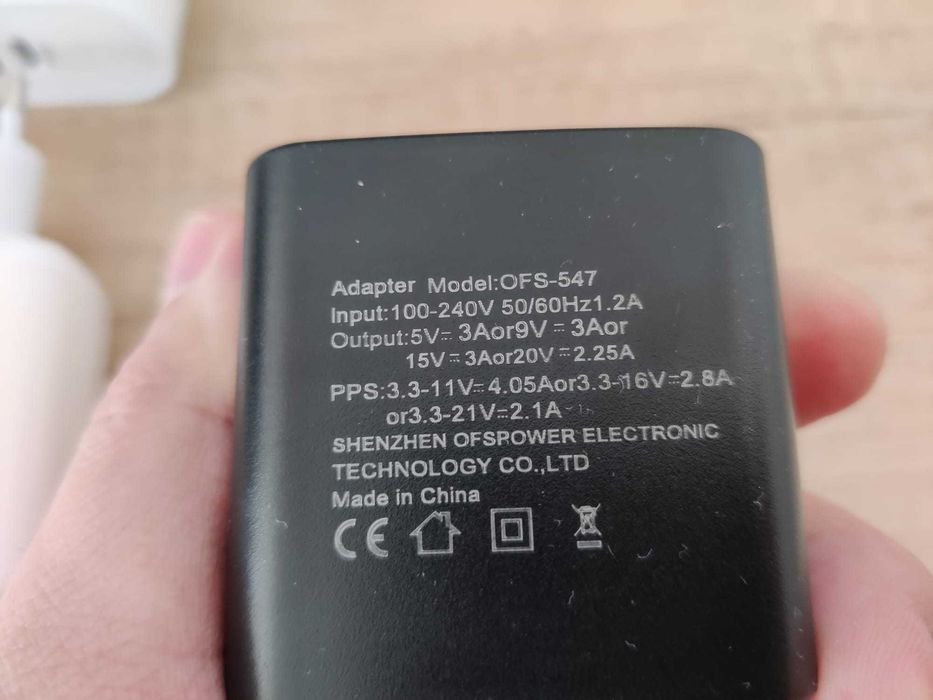 Adapter Model:OFS-547
Input:100-240V 50/60Hz1.2A
Output:5V⎓3Aor9V⎓3Aor
15V⎓3Aor20V⎓2.25A
PPS:3.3-11V⎓4.05Aor3.3-16V⎓2.8A
or3.3-21V⎓2.1A
SHENZHEN OFSPOWER ELECTRONIC
TECHNOLOGY CO.,LTD
Made in China
CE